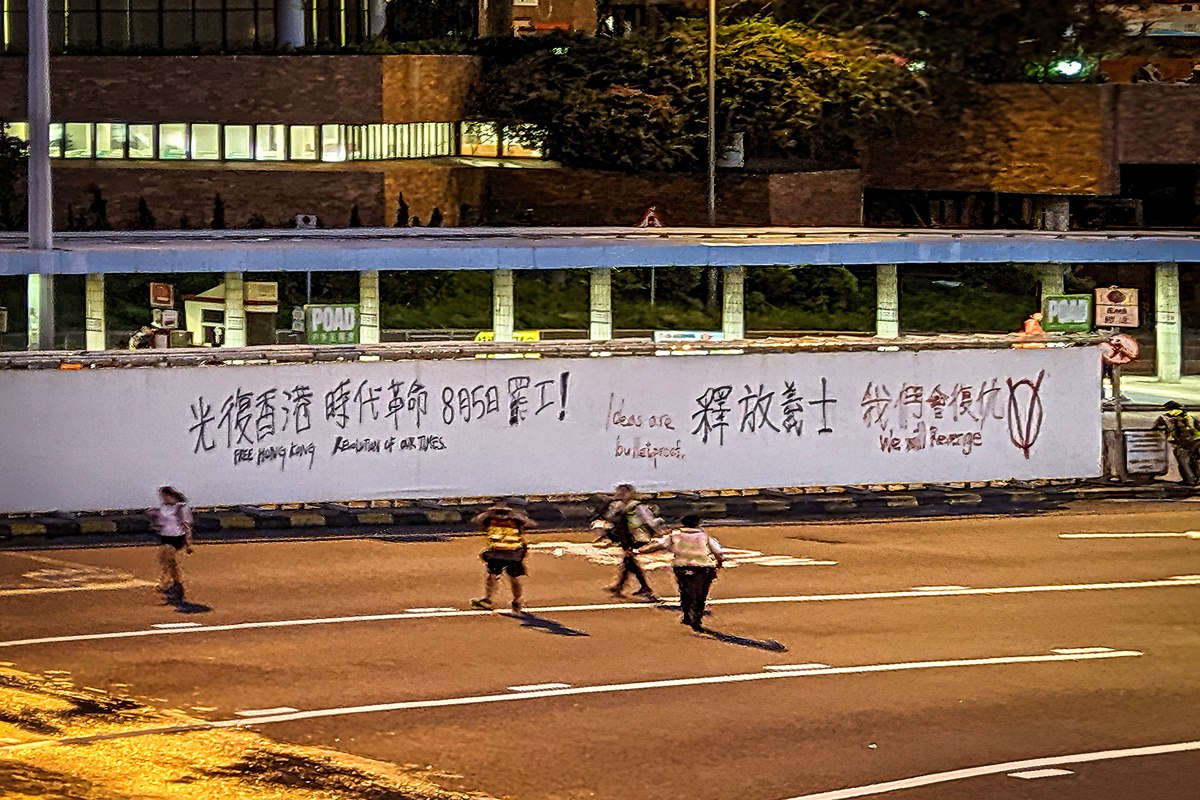 光復香港 時代革命 8月5日 罷工!
FREE HONG KONG REVOLUTION OF OUR TIMES.
Ideas are
bulletproof.
釋放義士
我們會復仇 V
We will Revenge
POAD
POAD